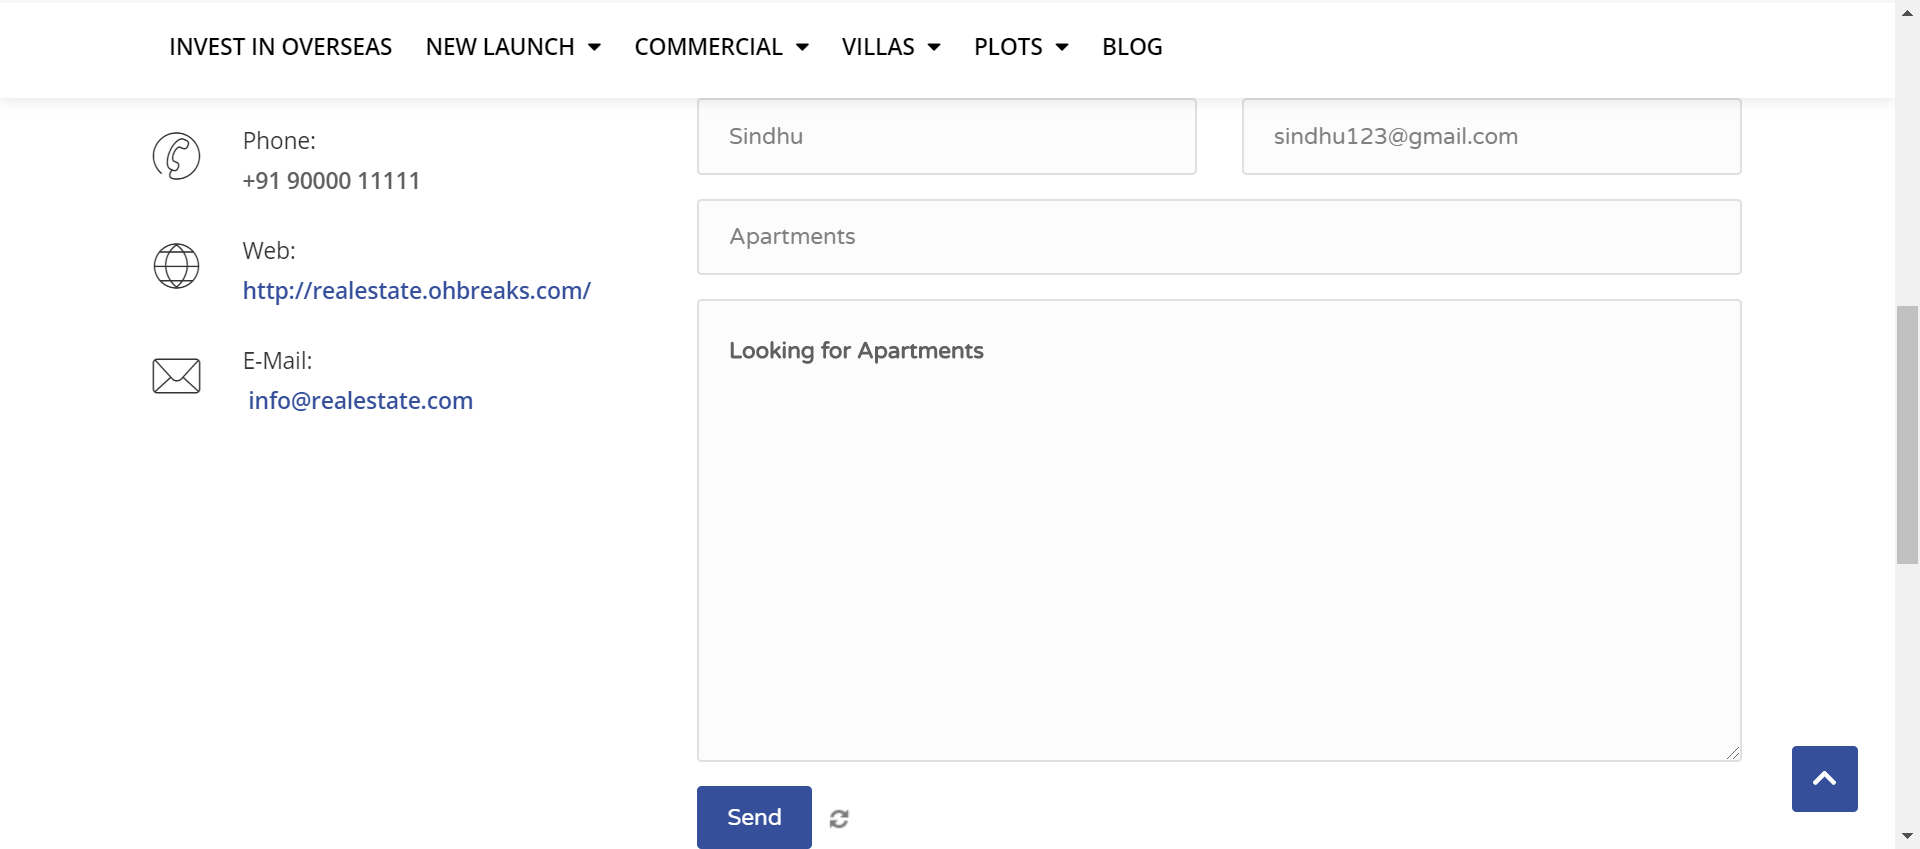 INVEST IN OVERSEAS NEW LAUNCH COMMERCIAL VILLAS PLOTS BLOG
Phone:
+91 90000 11111
Web:
http://realestate.ohbreaks.com/
E-Mail:
info@realestate.com
Sindhu
sindhu123@gmail.com
Apartments
Looking for Apartments
Send